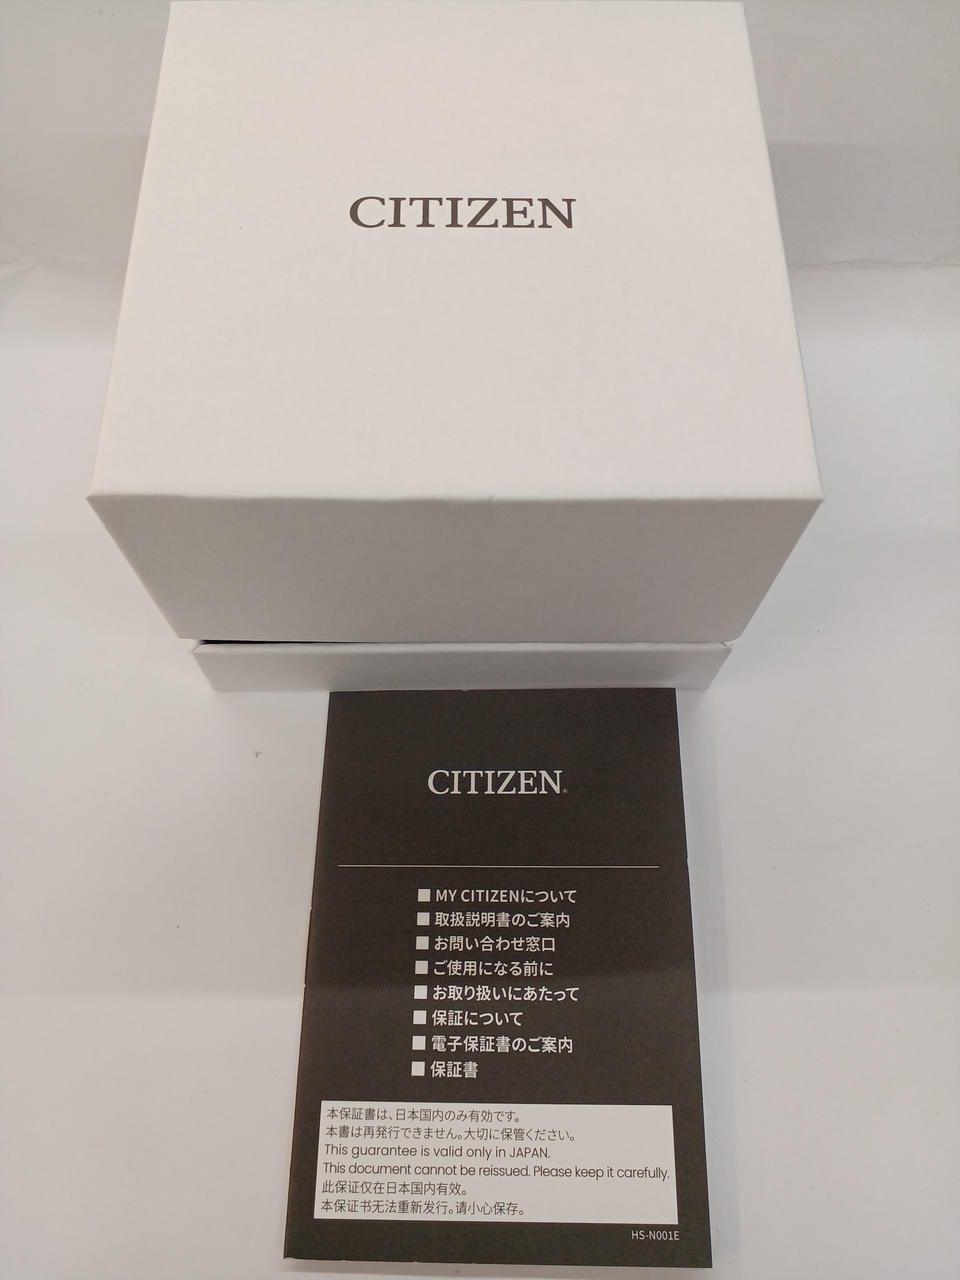 CITIZEN
CITIZEN®
■ MY CITIZENについて
■ 取扱説明書のご案内
■ お問い合わせ窓口
■ ご使用になる前に
■ お取り扱いにあたって
■ 保証について
■ 電子保証書のご案内
■ 保証書
本保証書は、日本国内のみ有効です。
本書は再発行できません。大切に保管ください。
This guarantee is valid only in JAPAN.
This document cannot be reissued. Please keep it carefully.
此保证仅在日本国内有效。
本保证书无法重新发行。请小心保存。
HS-N001E